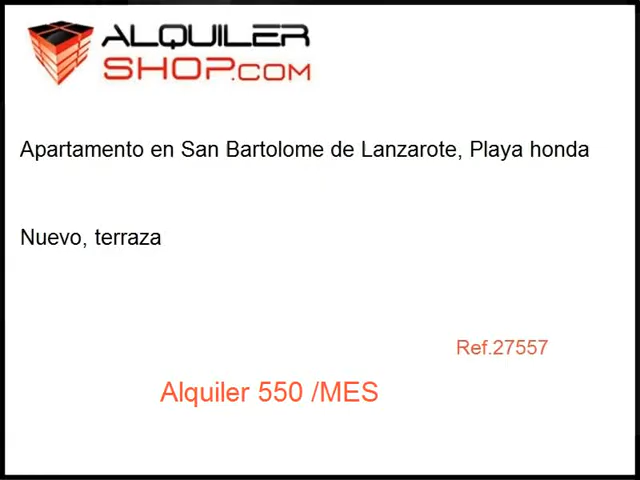 ALQUILER
SHOP.COM
Apartamento en San Bartolome de Lanzarote, Playa honda
Nuevo, terraza
Ref.27557
Alquiler 550 /MES